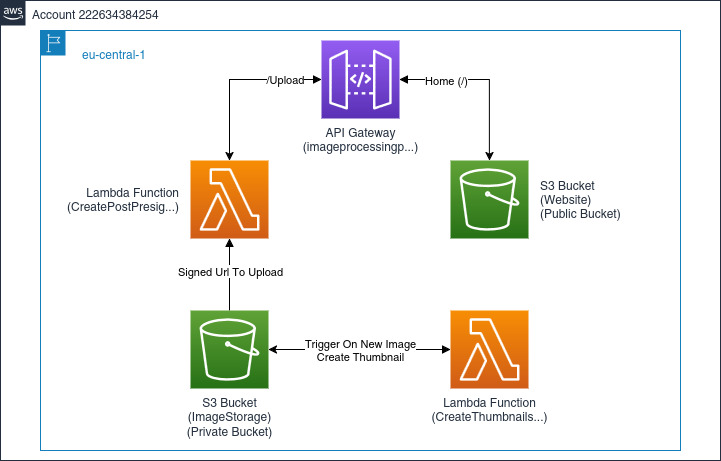 aws
Account 222634384254
eu-central-1
/Upload
Home (/)
API Gateway
(imageprocessingp...)
Lambda Function
(CreatePostPresig...)
S3 Bucket
(Website)
(Public Bucket)
Signed Url To Upload
Trigger On New Image
Create Thumbnail
S3 Bucket
(ImageStorage)
(Private Bucket)
Lambda Function
(CreateThumbnails...)